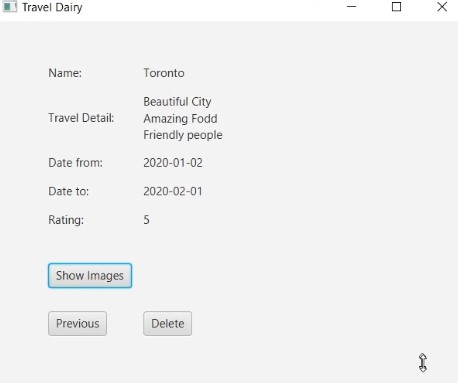 Travel Dairy
Name: Toronto
Beautiful City
Travel Detail: Amazing Fodd
Friendly people
Date from: 2020-01-02
Date to: 2020-02-01
Rating: 5
Show Images
Previous Delete